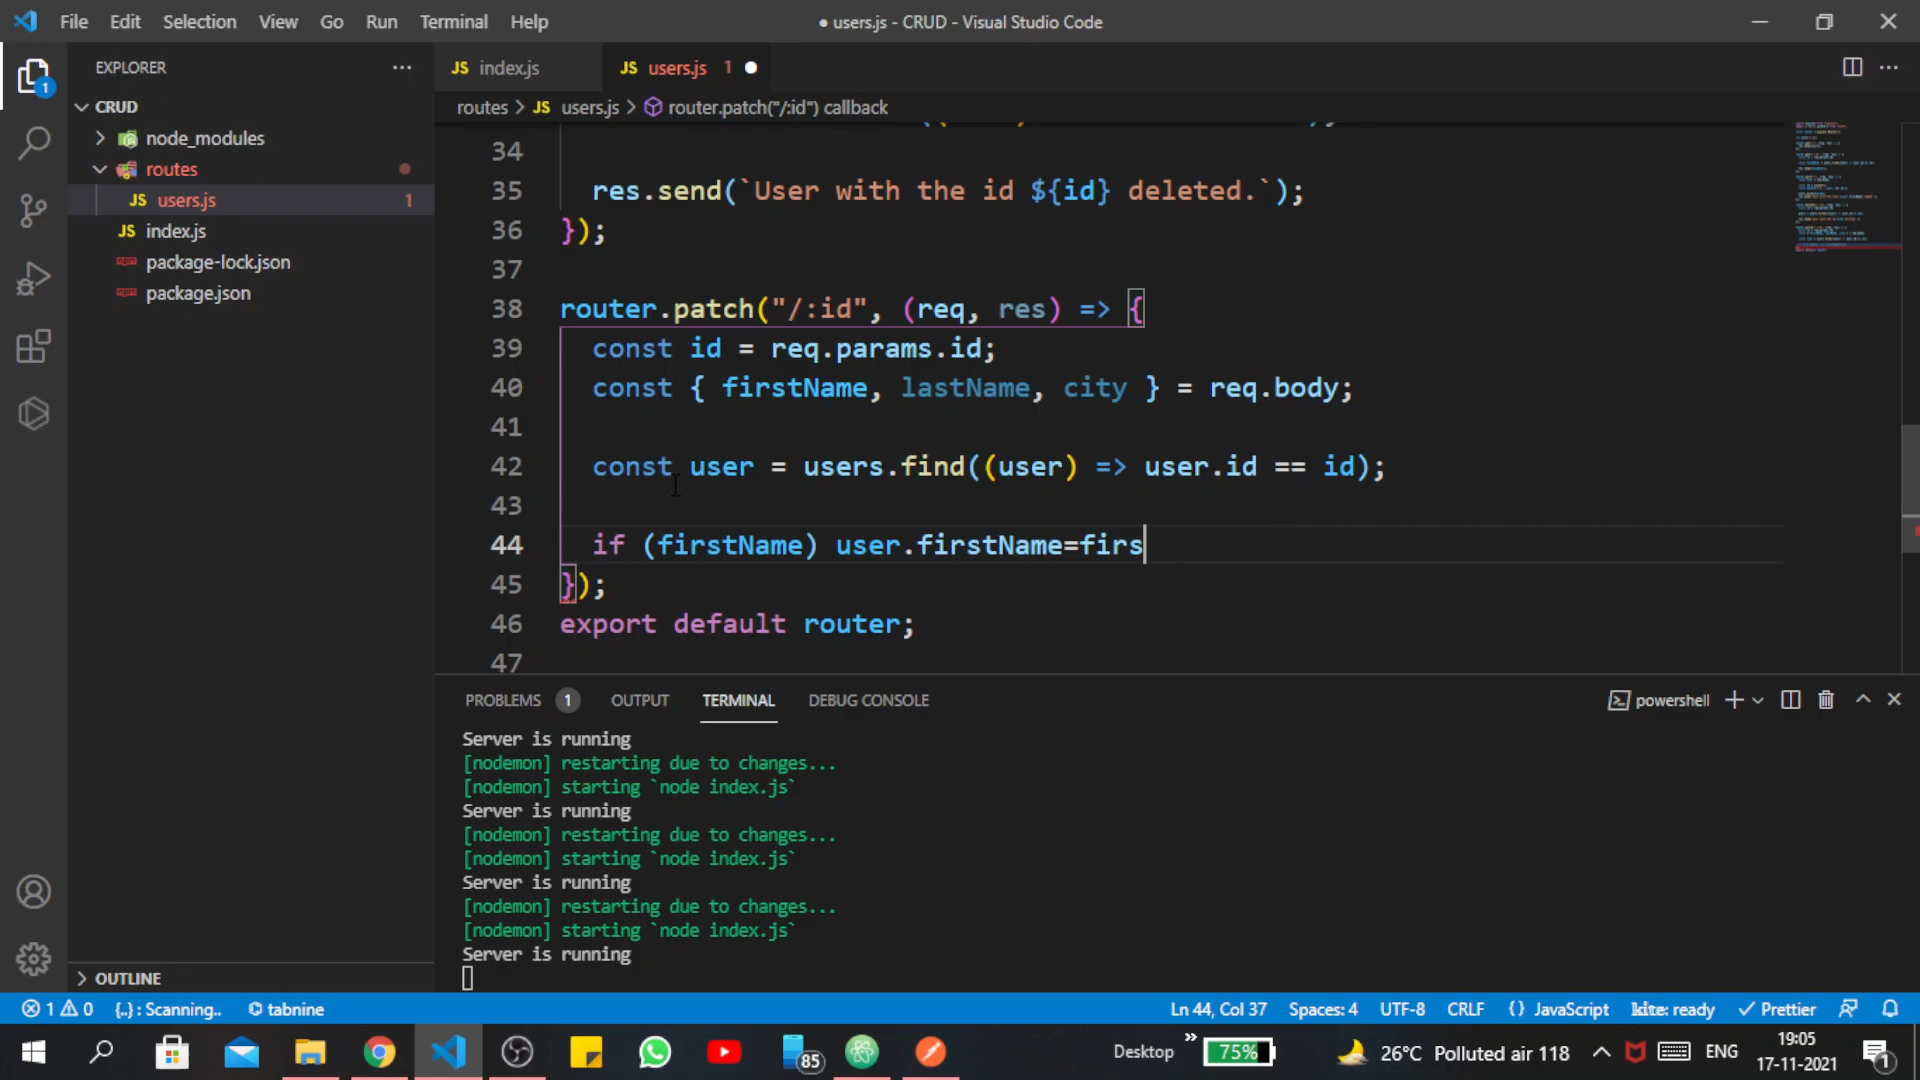 File Edit Selection View Go Run Terminal Help
● users.js - CRUD - Visual Studio Code
EXPLORER
JS index.js
JS users.js 1
routes > JS users.js > router.patch("/:id") callback
1
CRUD
node_modules
routes
JS users.js 1
JS index.js
package-lock.json
package.json
34
35 res.send(`User with the id ${id} deleted.`);
36 });
37
38 router.patch("/:id", (req, res) => {
39 const id = req.params.id;
40 const { firstName, lastName, city } = req.body;
41
42 const user = users.find((user) => user.id == id);
43
44 if (firstName) user.firstName=firs
45 });
46 export default router;
47
PROBLEMS 1 OUTPUT TERMINAL DEBUG CONSOLE
powershell
Server is running
[nodemon] restarting due to changes...
[nodemon] starting `node index.js`
Server is running
[nodemon] restarting due to changes...
[nodemon] starting `node index.js`
Server is running
[nodemon] restarting due to changes...
[nodemon] starting `node index.js`
Server is running
OUTLINE
1 0 {..} : Scanning.. tabnine
Ln 44, Col 37 Spaces: 4 UTF-8 CRLF {} JavaScript kite: ready Prettier
85
Desktop » 75% 26°C Polluted air 118 ENG
19:05
17-11-2021
1